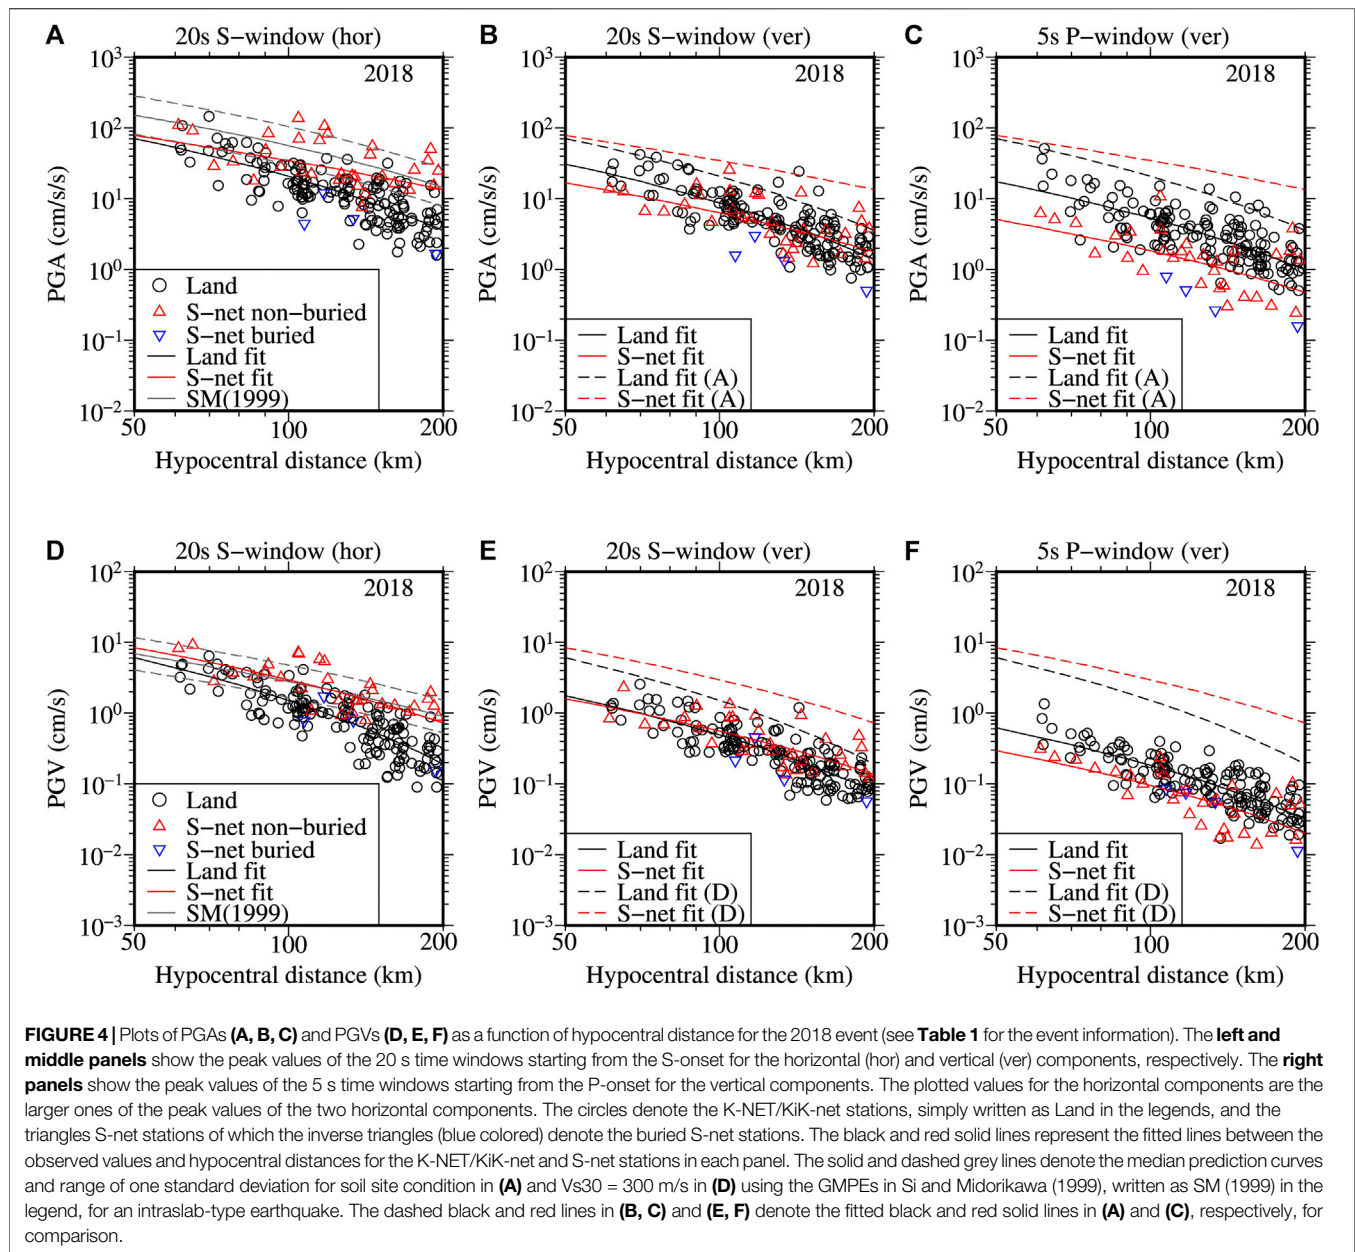 A
20s S−window (hor)
2018
10³
10²
10¹
10⁰
10⁻¹
10⁻²
PGA (cm/s/s)
Land
S−net non−buried
S−net buried
Land fit
S−net fit
SM(1999)
50
100
200
Hypocentral distance (km)
B
20s S−window (ver)
2018
10³
10²
10¹
10⁰
10⁻¹
10⁻²
PGA (cm/s/s)
Land fit
S−net fit
Land fit (A)
S−net fit (A)
50
100
200
Hypocentral distance (km)
C
5s P−window (ver)
2018
10³
10²
10¹
10⁰
10⁻¹
10⁻²
PGA (cm/s/s)
Land fit
S−net fit
Land fit (A)
S−net fit (A)
50
100
200
Hypocentral distance (km)
D
20s S−window (hor)
2018
10²
10¹
10⁰
10⁻¹
10⁻²
10⁻³
PGV (cm/s)
Land
S−net non−buried
S−net buried
Land fit
S−net fit
SM(1999)
50
100
200
Hypocentral distance (km)
E
20s S−window (ver)
2018
10²
10¹
10⁰
10⁻¹
10⁻²
10⁻³
PGV (cm/s)
Land fit
S−net fit
Land fit (D)
S−net fit (D)
50
100
200
Hypocentral distance (km)
F
5s P−window (ver)
2018
10²
10¹
10⁰
10⁻¹
10⁻²
10⁻³
PGV (cm/s)
Land fit
S−net fit
Land fit (D)
S−net fit (D)
50
100
200
Hypocentral distance (km)
FIGURE 4 | Plots of PGAs (A, B, C) and PGVs (D, E, F) as a function of hypocentral distance for the 2018 event (see Table 1 for the event information). The left and
middle panels show the peak values of the 20 s time windows starting from the S-onset for the horizontal (hor) and vertical (ver) components, respectively. The right
panels show the peak values of the 5 s time windows starting from the P-onset for the vertical components. The plotted values for the horizontal components are the
larger ones of the peak values of the two horizontal components. The circles denote the K-NET/KiK-net stations, simply written as Land in the legends, and the
triangles S-net stations of which the inverse triangles (blue colored) denote the buried S-net stations. The black and red solid lines represent the fitted lines between the
observed values and hypocentral distances for the K-NET/KiK-net and S-net stations in each panel. The solid and dashed grey lines denote the median prediction curves
and range of one standard deviation for soil site condition in (A) and Vs30 = 300 m/s in (D) using the GMPEs in Si and Midorikawa (1999), written as SM (1999) in the
legend, for an intraslab-type earthquake. The dashed black and red lines in (B, C) and (E, F) denote the fitted black and red solid lines in (A) and (C), respectively, for
comparison.